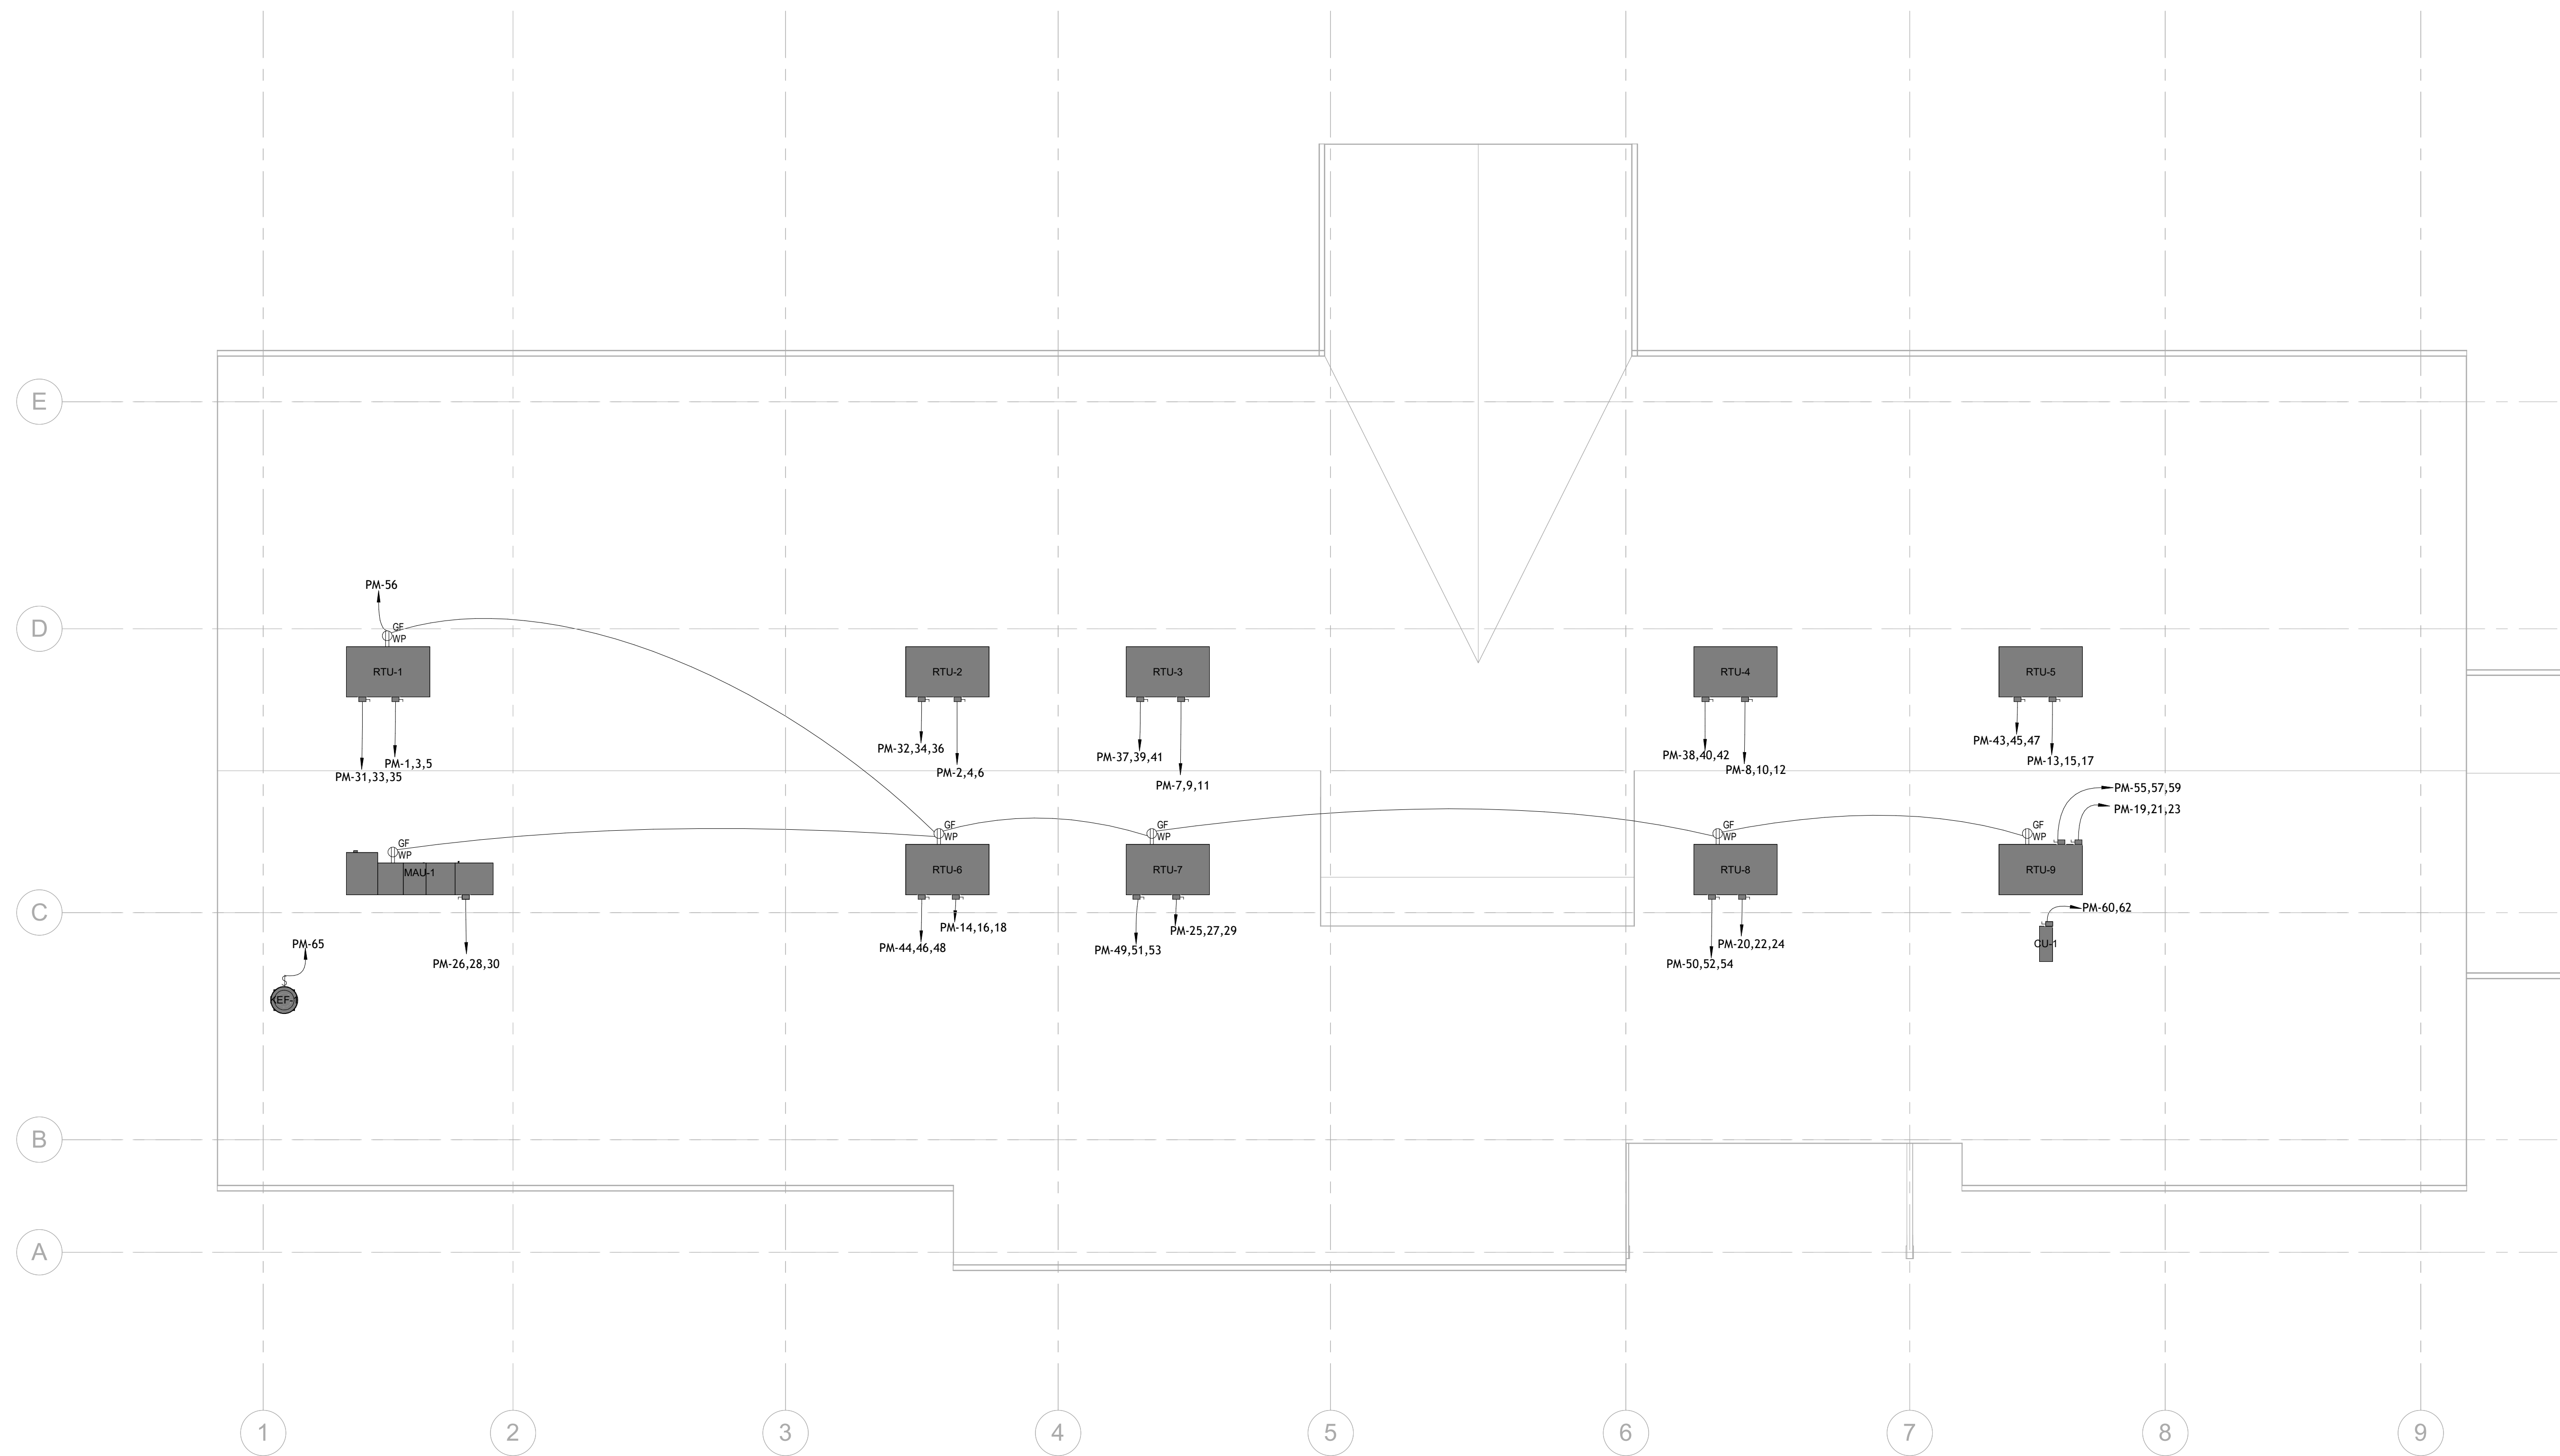 E
PM-56
D
GF
WP
RTU-1
RTU-2
RTU-3
RTU-4
RTU-5
PM-31,33,35
PM-1,3,5
PM-32,34,36
PM-2,4,6
PM-37,39,41
PM-7,9,11
PM-38,40,42
PM-8,10,12
PM-43,45,47
PM-13,15,17
PM-55,57,59
PM-19,21,23
GF
WP
GF
WP
GF
WP
GF
WP
GF
WP
MAU-1
RTU-6
RTU-7
RTU-8
RTU-9
C
PM-60,62
PM-65
PM-26,28,30
PM-44,46,48
PM-14,16,18
PM-49,51,53
PM-25,27,29
PM-50,52,54
PM-20,22,24
CU-1
KEF-1
B
A
1
2
3
4
5
6
7
8
9